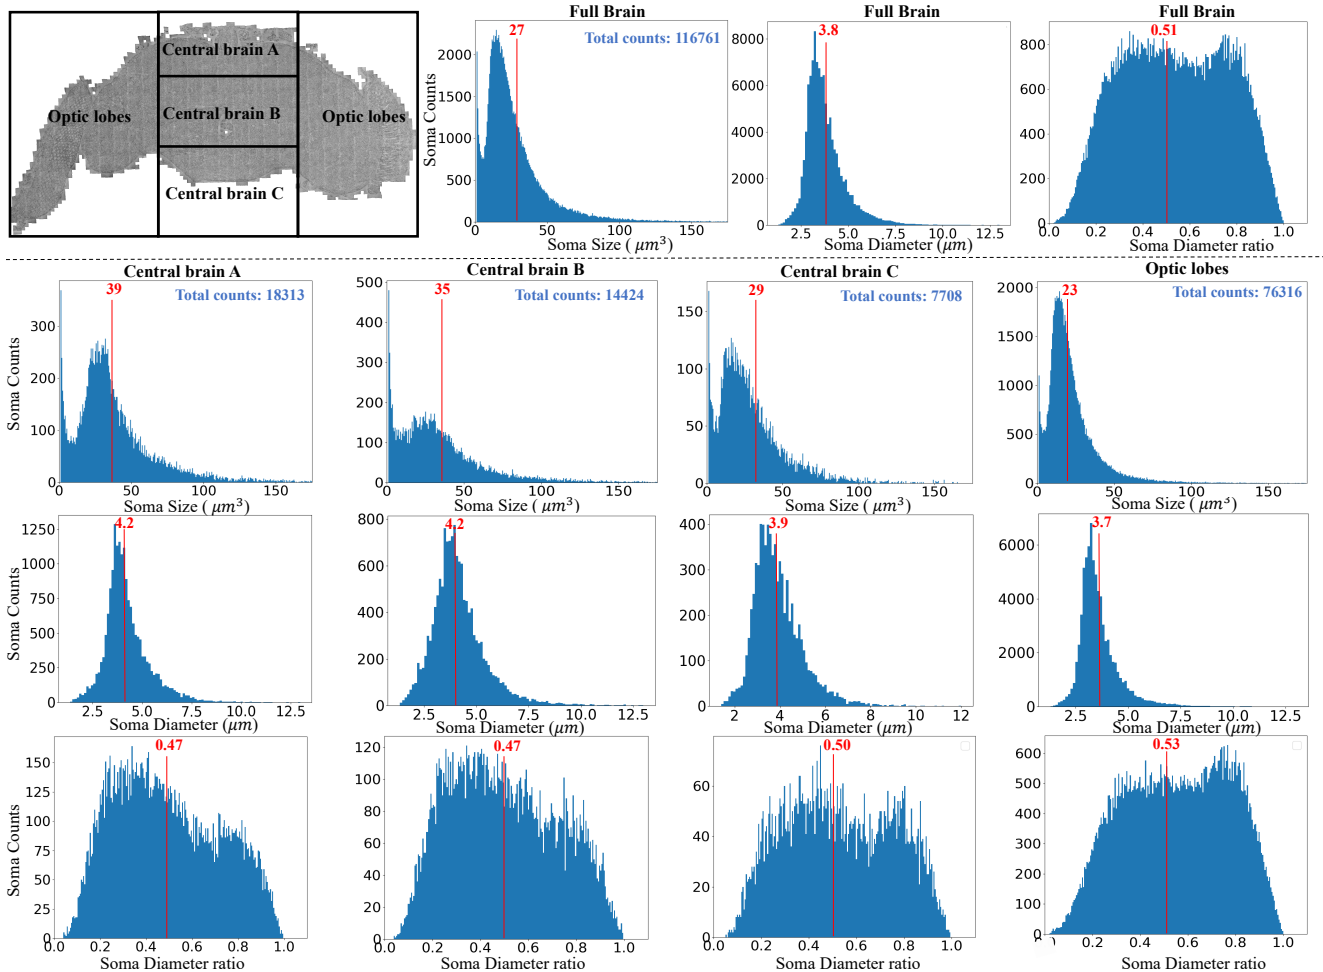 Central brain A
Optic lobes
Central brain B
Optic lobes
Central brain C
Full Brain
27
Total counts: 116761
Soma Counts
2000
1500
1000
500
0
0 50 100 150
Soma Size ( μm³)
Full Brain
3.8
8000
6000
4000
2000
0
2.5 5.0 7.5 10.0 12.5
Soma Diameter (μm)
Full Brain
0.51
800
600
400
200
0
0.0 0.2 0.4 0.6 0.8 1.0
Soma Diameter ratio
Central brain A
39
Total counts: 18313
Soma Counts
300
200
100
0
0 50 100 150
Soma Size ( μm³)
Central brain B
35
Total counts: 14424
500
400
300
200
100
0
0 50 100 150
Soma Size ( μm³)
Central brain C
29
Total counts: 7708
150
100
50
0
0 50 100 150
Soma Size ( μm³)
Optic lobes
23
Total counts: 76316
2000
1500
1000
500
0
0 50 100 150
Soma Size ( μm³)
4.2
Soma Counts
1250
1000
750
500
250
0
2.5 5.0 7.5 10.0 12.5
Soma Diameter (μm)
4.2
800
600
400
200
0
2.5 5.0 7.5 10.0 12.5
Soma Diameter (μm)
3.9
400
300
200
100
0
2 4 6 8 10 12
Soma Diameter (μm)
3.7
6000
4000
2000
0
2.5 5.0 7.5 10.0 12.5
Soma Diameter (μm)
0.47
Soma Counts
150
125
100
75
50
25
0
0.0 0.2 0.4 0.6 0.8 1.0
Soma Diameter ratio
0.47
120
100
80
60
40
20
0
0.0 0.2 0.4 0.6 0.8 1.0
Soma Diameter ratio
0.50
60
40
20
0
0.0 0.2 0.4 0.6 0.8 1.0
Soma Diameter ratio
0.53
600
500
400
300
200
100
0
0.2 0.4 0.6 0.8 1.0
Soma Diameter ratio